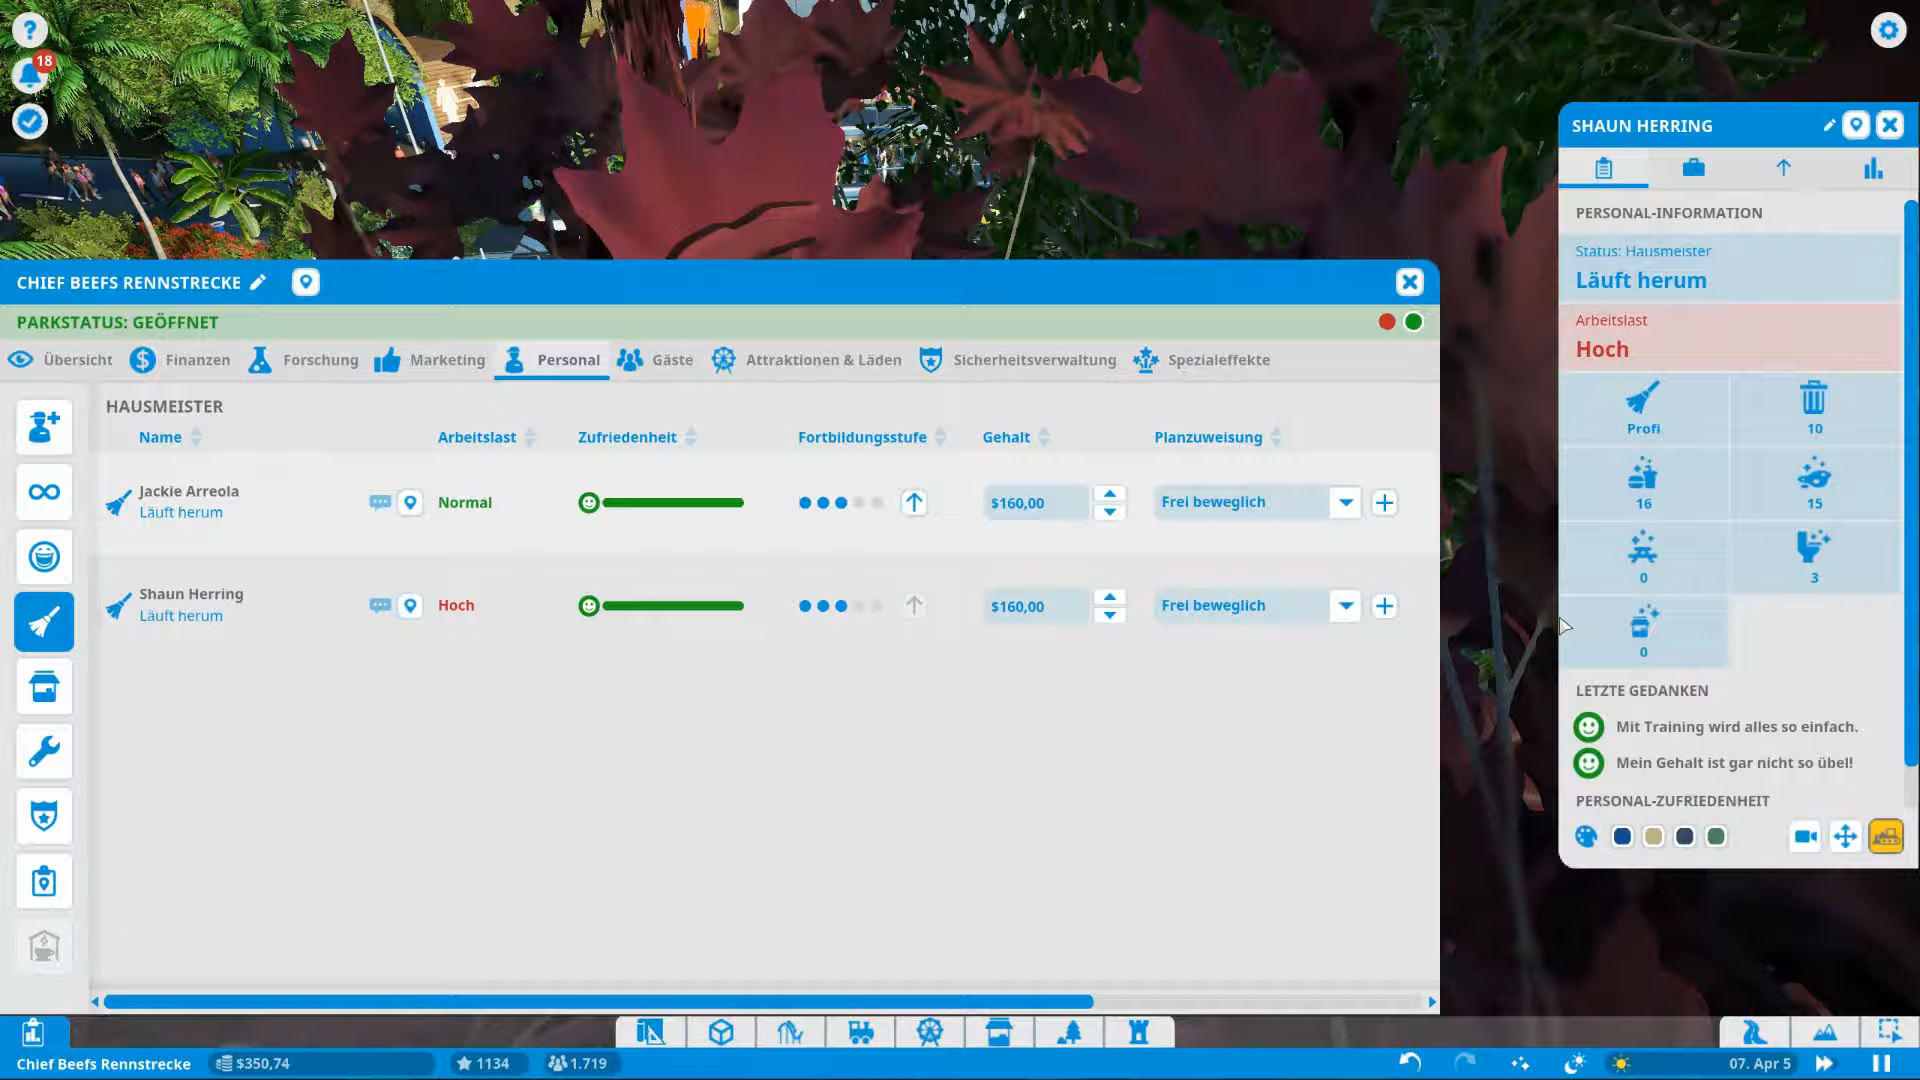 ?
18
SHAUN HERRING
PERSONAL-INFORMATION
Status: Hausmeister
Läuft herum
Arbeitslast
Hoch
Profi
10
16
15
0
3
0
LETZTE GEDANKEN
Mit Training wird alles so einfach.
Mein Gehalt ist gar nicht so übel!
PERSONAL-ZUFRIEDENHEIT
CHIEF BEEFS RENNSTRECKE
PARKSTATUS: GEÖFFNET
Übersicht
Finanzen
Forschung
Marketing
Personal
Gäste
Attraktionen & Läden
Sicherheitsverwaltung
Spezialeffekte
HAUSMEISTER
Name Arbeitslast Zufriedenheit Fortbildungsstufe Gehalt Planzuweisung
Jackie Arreola
Läuft herum
Normal
$160,00
Frei beweglich
Shaun Herring
Läuft herum
Hoch
$160,00
Frei beweglich
Chief Beefs Rennstrecke
$350,74
1134
1.719
07. Apr 5